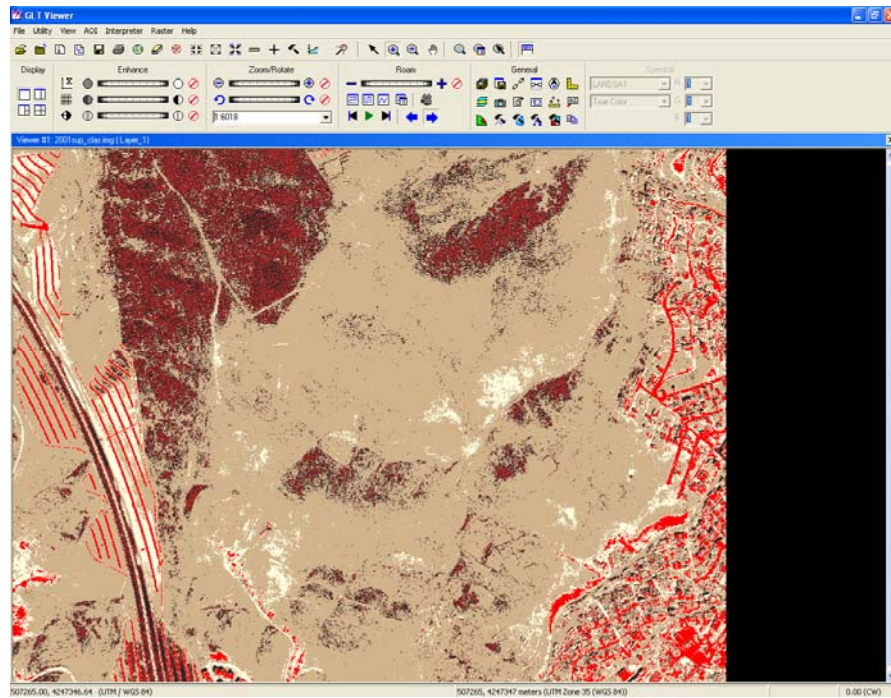 GLT Viewer
File Utility View AOI Interpreter Raster Help
Display Enhance Zoom/Rotate Roam General Spectral
LANDSAT R
1:6018 True Color G
B
Viewer #1: 2001sup_clas.img (Layer_1)
507265.00, 4247346.64 (UTM / WGS 84) 507265, 4247347 meters (UTM Zone 35 (WGS 84)) 0.00 (CW)